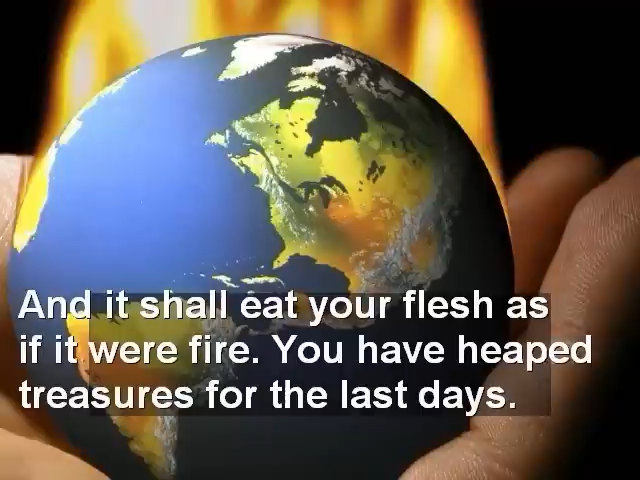 And it shall eat your flesh as
if it were fire. You have heaped
treasures for the last days.